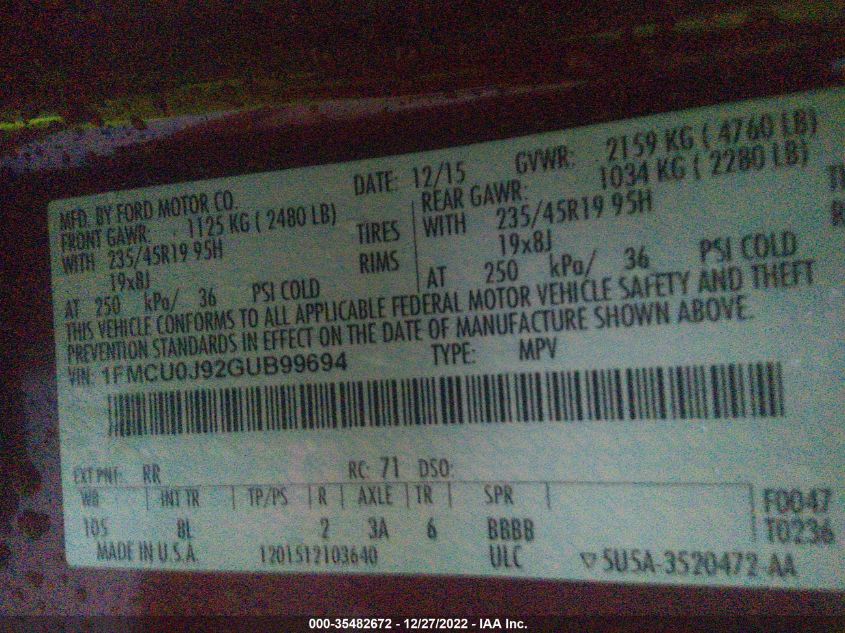 MFD. BY FORD MOTOR CO.
DATE: 12/15
GVWR: 2159 KG ( 4760 LB)
FRONT GAWR: 1125 KG ( 2480 LB)
REAR GAWR: 1034 KG ( 2280 LB)
WITH 235/45R19 95H TIRES
WITH 235/45R19 95H
19x8J RIMS
19x8J
AT 250 kPa/ 36 PSI COLD
AT 250 kPa/ 36 PSI COLD
THIS VEHICLE CONFORMS TO ALL APPLICABLE FEDERAL MOTOR VEHICLE SAFETY AND THEFT
PREVENTION STANDARDS IN EFFECT ON THE DATE OF MANUFACTURE SHOWN ABOVE.
VIN: 1FMCU0J92GUB99694
TYPE: MPV
EXT PNT: RR RC: 71 DSO:
WB INT TR TP/PS R AXLE TR SPR
105 8L 2 3A 6 BBBB
F0047
T0236
MADE IN U.S.A. 1201512103640 ULC
5U5A-3520472-AA
000-35482672 - 12/27/2022 - IAA Inc.